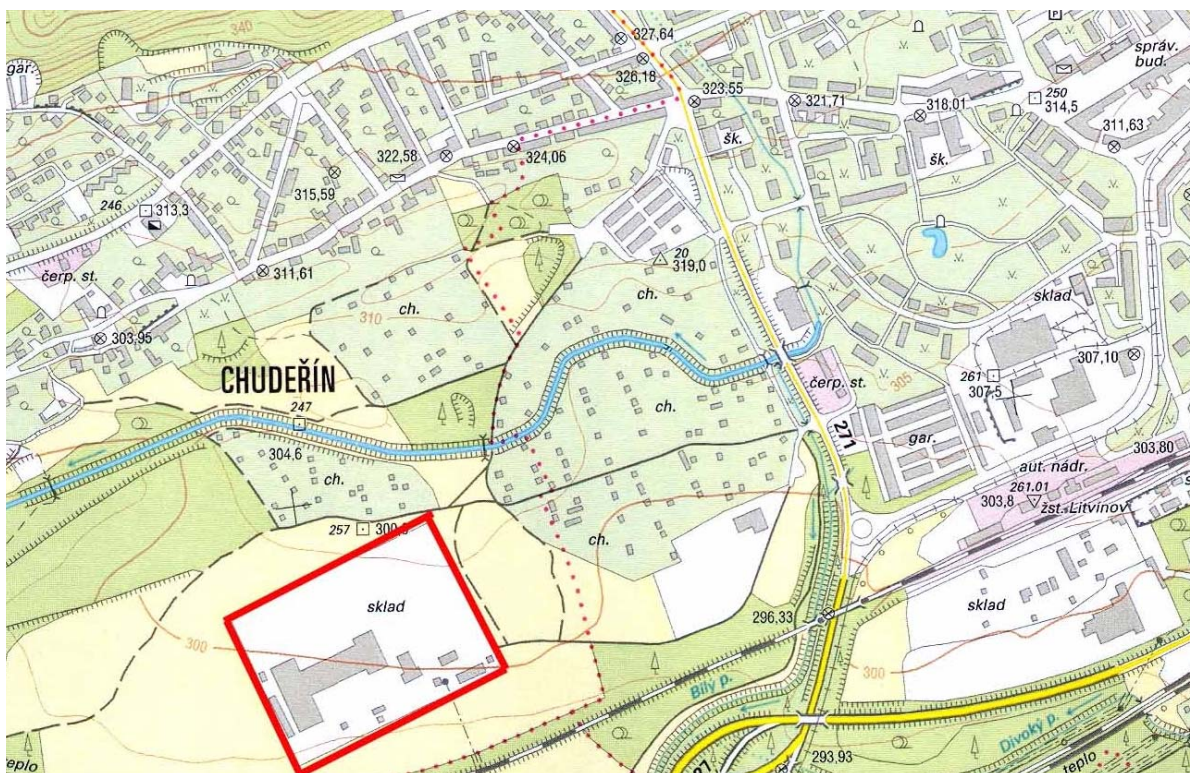 340
300
gar.
327,64
326,18
323,55
321,71
318,01
250
314,5
správ.
bud.
P
311,63
šk.
šk.
322,58
324,06
315,59
246
313,3
čerp. st.
311,61
303,95
20
319,0
ch.
ch.
310
sklad
307,10
CHUDEŘÍN
247
304,6
ch.
čerp. st.
305
261
307,5
271
gar.
303,80
aut. nádr.
261.01
303,8
žst. Litvínov
ch.
257
ch.
sklad
296,33
sklad
300
300
Bílý p.
Divoký p.
293,93
27
teplo
teplo